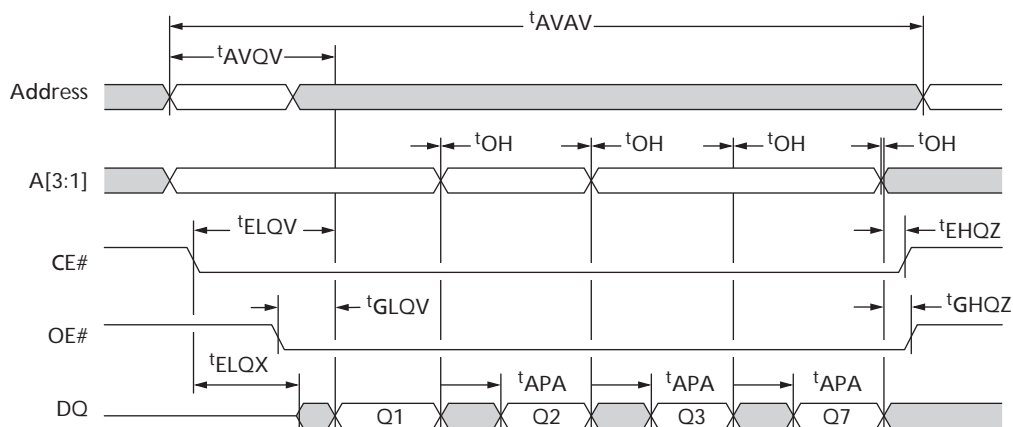 tAVAV
tAVQV
Address
tOH tOH tOH tOH
A[3:1]
tELQV tEHQZ
CE#
tGLQV tGHQZ
OE#
tELQX
tAPA tAPA tAPA
DQ Q1 Q2 Q3 Q7